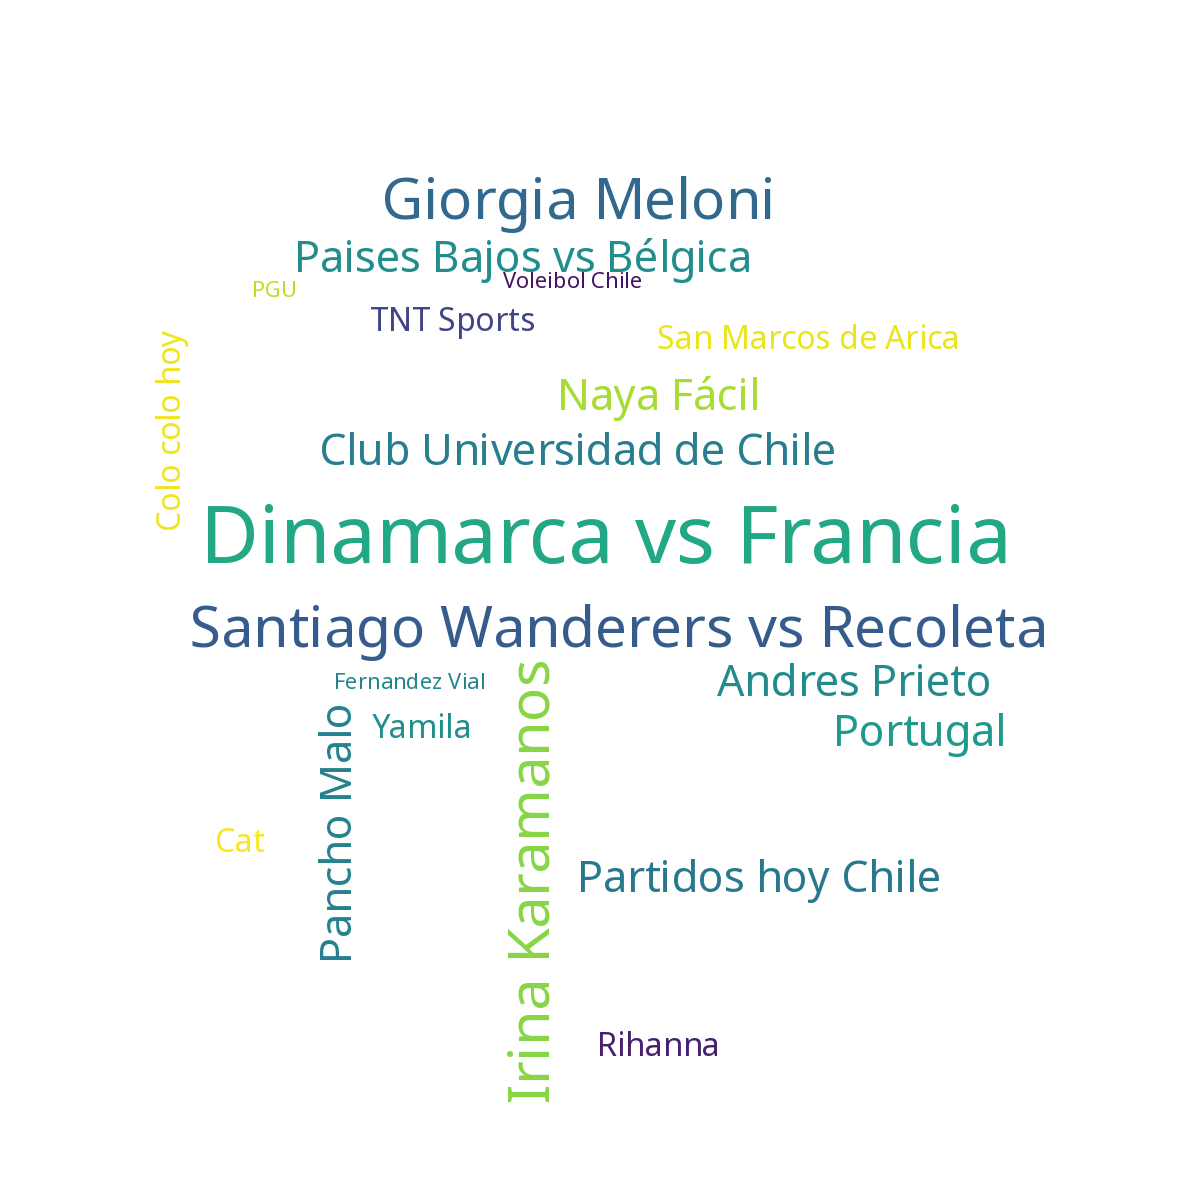 Giorgia Meloni
Paises Bajos vs Bélgica
Voleibol Chile
PGU
TNT Sports
San Marcos de Arica
Colo colo hoy
Naya Fácil
Club Universidad de Chile
Dinamarca vs Francia
Santiago Wanderers vs Recoleta
Fernandez Vial
Andres Prieto
Yamila
Portugal
Pancho Malo
Irina Karamanos
Cat
Partidos hoy Chile
Rihanna